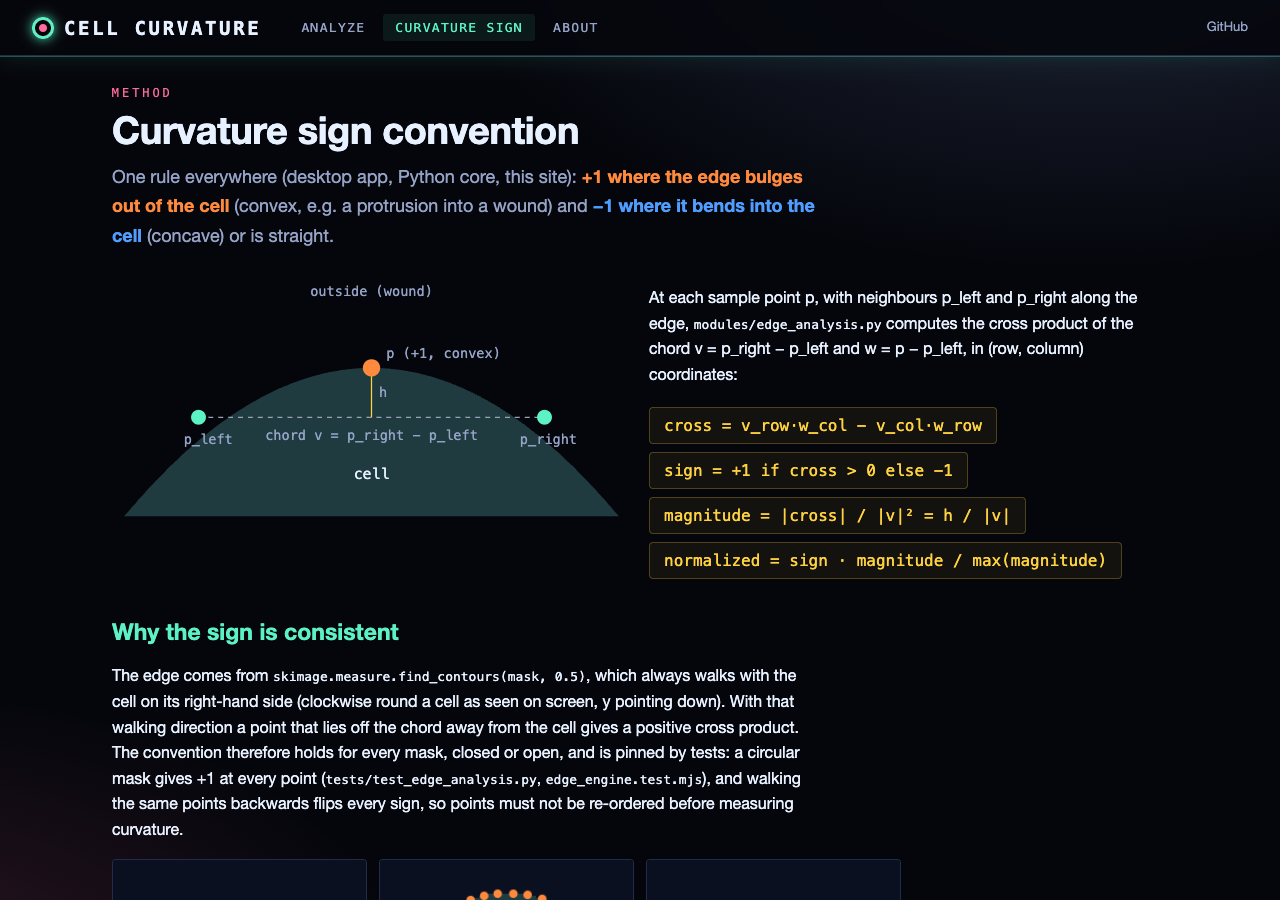 CELL CURVATURE
ANALYZE
CURVATURE SIGN
ABOUT
GitHub
METHOD
Curvature sign convention
One rule everywhere (desktop app, Python core, this site): +1 where the edge bulges
out of the cell (convex, e.g. a protrusion into a wound) and −1 where it bends into the
cell (concave) or is straight.
outside (wound)
p (+1, convex)
h
p_left
chord v = p_right − p_left
p_right
cell
At each sample point p, with neighbours p_left and p_right along the
edge, modules/edge_analysis.py computes the cross product of the
chord v = p_right − p_left and w = p − p_left, in (row, column)
coordinates:
cross = v_row·w_col − v_col·w_row
sign = +1 if cross > 0 else −1
magnitude = |cross| / |v|² = h / |v|
normalized = sign · magnitude / max(magnitude)
Why the sign is consistent
The edge comes from skimage.measure.find_contours(mask, 0.5), which always walks with the
cell on its right-hand side (clockwise round a cell as seen on screen, y pointing down). With that
walking direction a point that lies off the chord away from the cell gives a positive cross product.
The convention therefore holds for every mask, closed or open, and is pinned by tests: a circular
mask gives +1 at every point (tests/test_edge_analysis.py, edge_engine.test.mjs), and walking
the same points backwards flips every sign, so points must not be re-ordered before measuring
curvature.